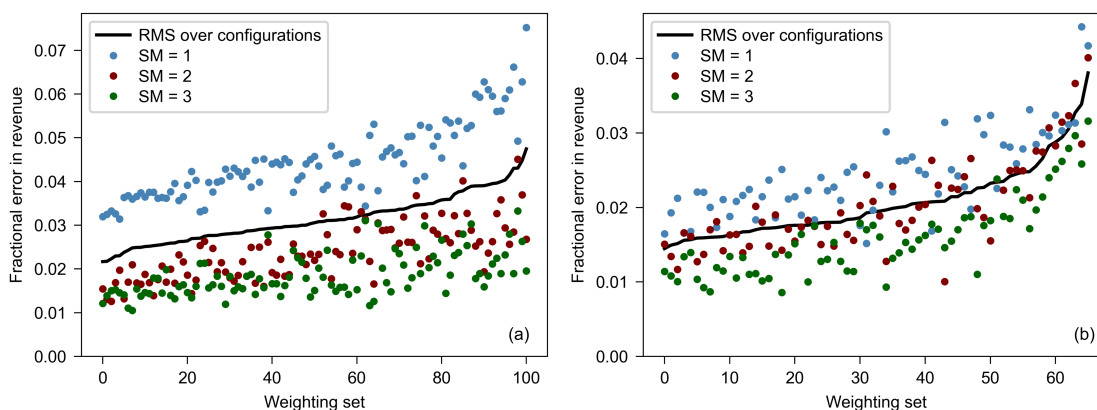 RMS over configurations
SM = 1
SM = 2
SM = 3
Fractional error in revenue
0.07
0.06
0.05
0.04
0.03
0.02
0.01
0.00
(a)
0 20 40 60 80 100
Weighting set
RMS over configurations
SM = 1
SM = 2
SM = 3
Fractional error in revenue
0.04
0.03
0.02
0.01
0.00
(b)
0 10 20 30 40 50 60
Weighting set